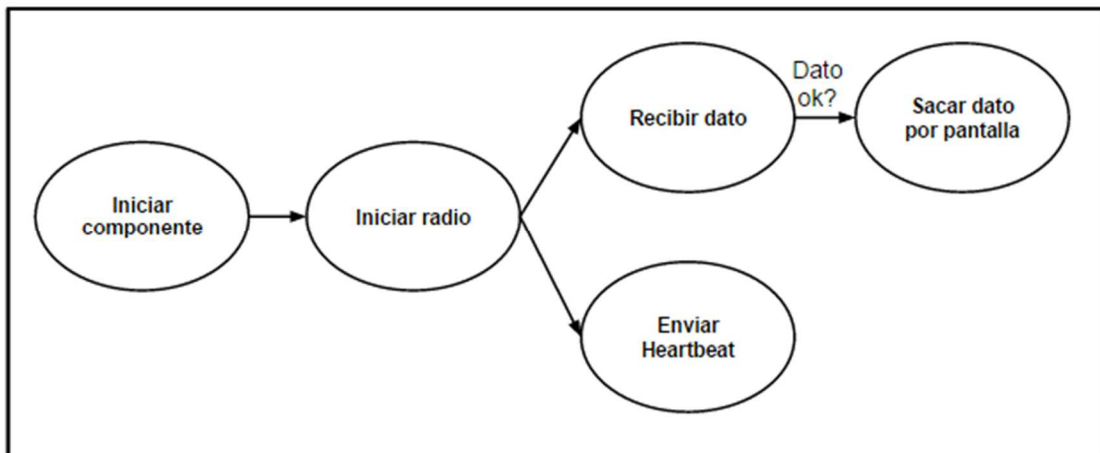 Iniciar
componente
Iniciar radio
Recibir dato
Dato
ok?
Sacar dato
por pantalla
Enviar
Heartbeat